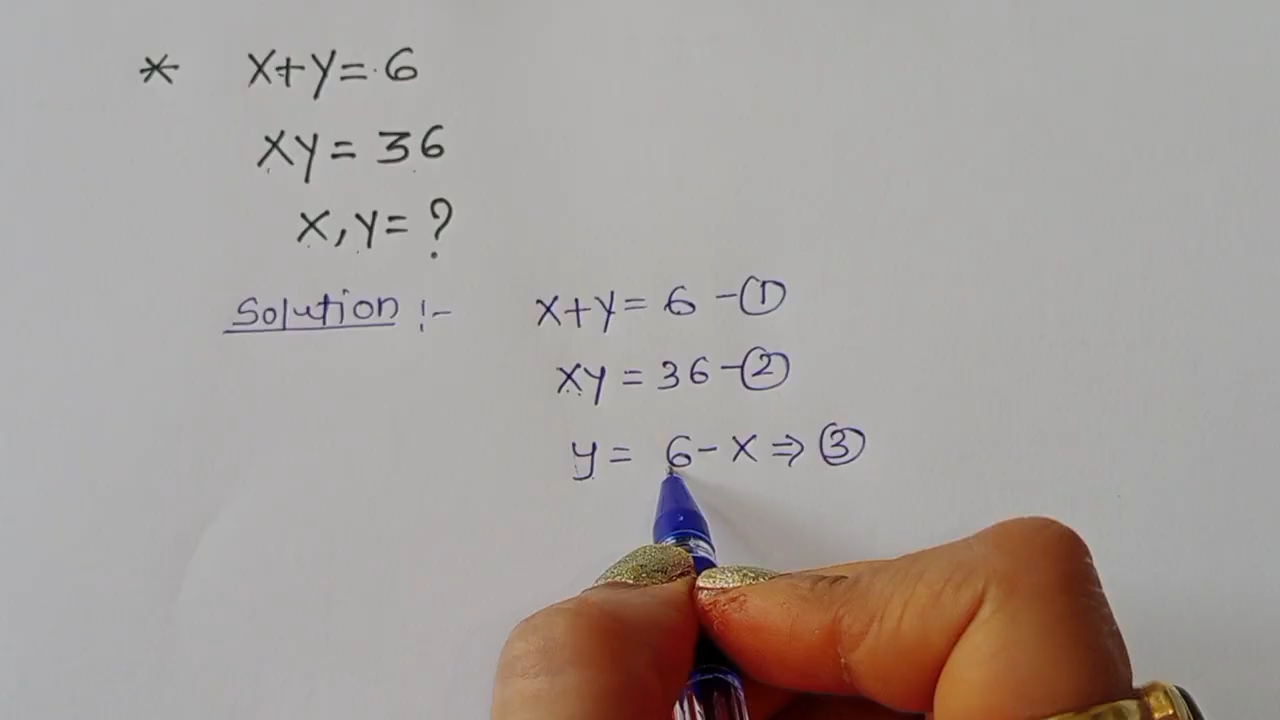 * x+y=6
xy=36
x,y=?
Solution :-
x+y=6 -①
xy=36-②
y=6-x⇒③